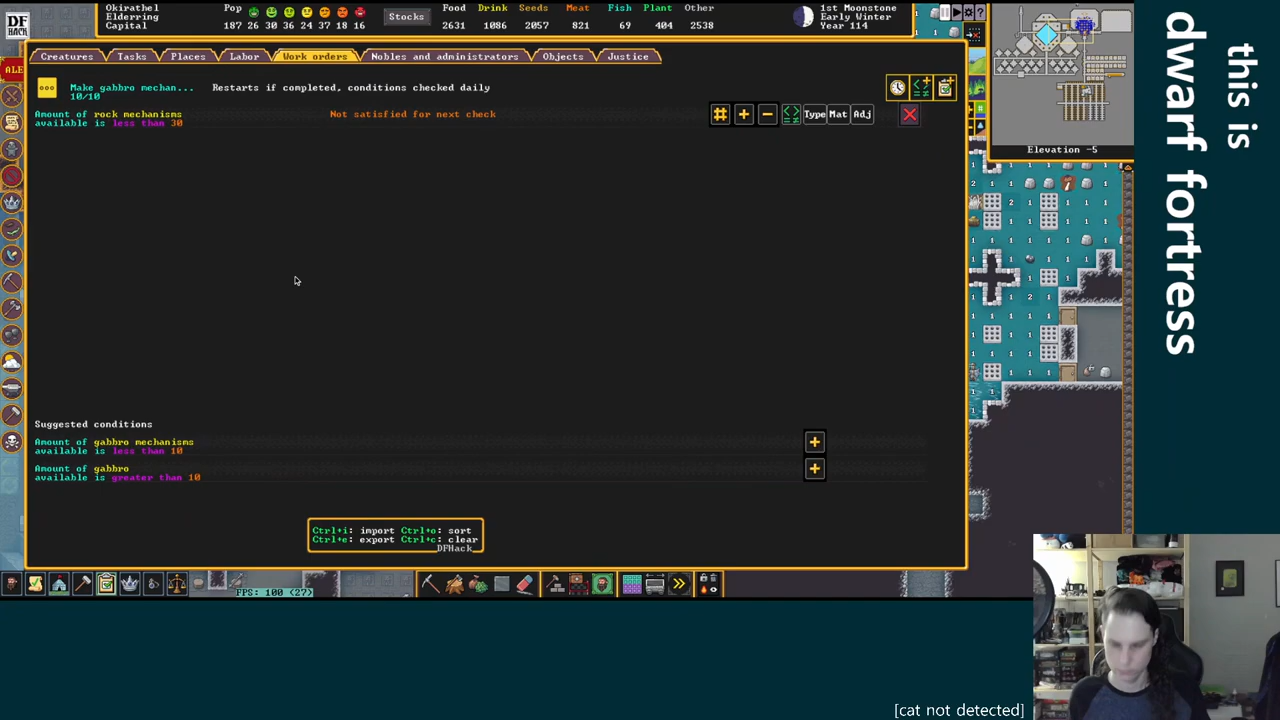 DF
HACK
Okirathel
Elderring
Capital
Pop
187 26 30 36 24 37 18 16
Stocks
Food
2631
Drink
1086
Seeds
2057
Meat
821
Fish
69
Plant
404
Other
2538
1st Moonstone
Early Winter
Year 114
ALE
Creatures
Tasks
Places
Labor
Work orders
Nobles and administrators
Objects
Justice
Make gabbro mechan...
10/10
Restarts if completed, conditions checked daily
Amount of rock mechanisms
available is less than 30
Not satisfied for next check
Type
Mat
Adj
Elevation -5
Suggested conditions
Amount of gabbro mechanisms
available is less than 10
Amount of gabbro
available is greater than 10
Ctrl+i: import Ctrl+o: sort
Ctrl+e: export Ctrl+c: clear
DFHack
FPS: 100 (27)
this is
dwarf fortress
[cat not detected]